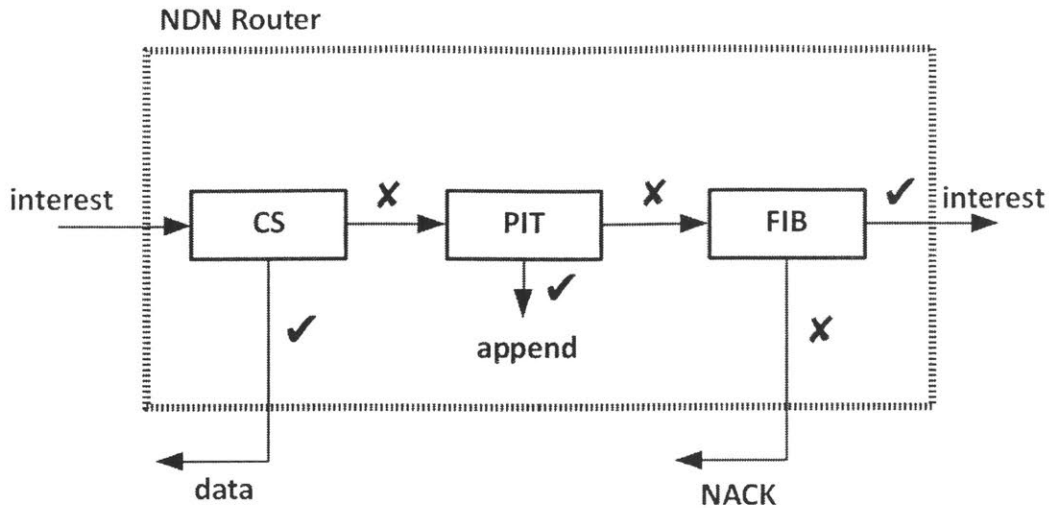 NDN Router
interest
CS
✗
PIT
✗
FIB
✔
interest
✔
✔
append
✗
data
NACK